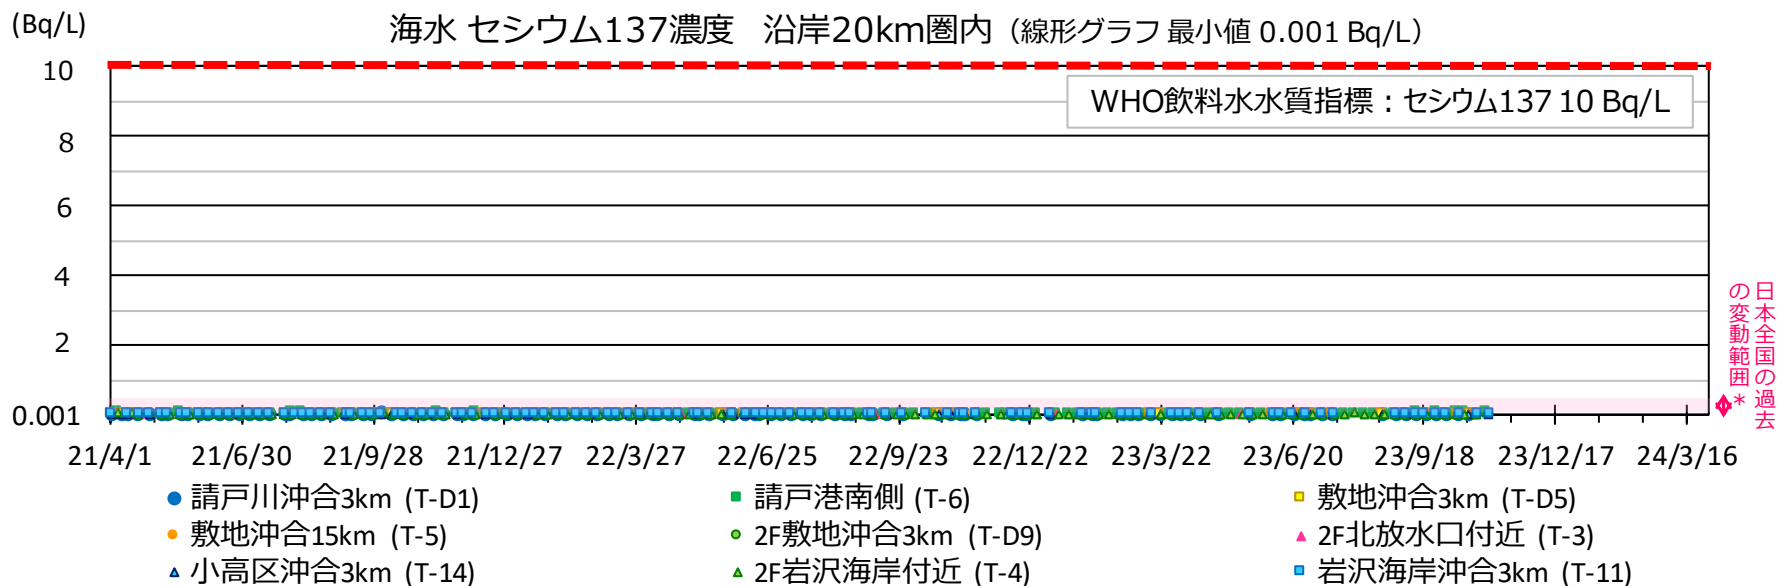 (Bq/L)
海水 セシウム137濃度 沿岸20km圏内（線形グラフ 最小値 0.001 Bq/L）
WHO飲料水水質指標：セシウム137 10 Bq/L
10
8
6
4
2
0.001
日本全国の過去
の変動範囲*
21/4/1 21/6/30 21/9/28 21/12/27 22/3/27 22/6/25 22/9/23 22/12/22 23/3/22 23/6/20 23/9/18 23/12/17 24/3/16
請戸川沖合3km (T-D1) 請戸港南側 (T-6) 敷地沖合3km (T-D5)
敷地沖合15km (T-5) 2F敷地沖合3km (T-D9) 2F北放水口付近 (T-3)
小高区沖合3km (T-14) 2F岩沢海岸付近 (T-4) 岩沢海岸沖合3km (T-11)